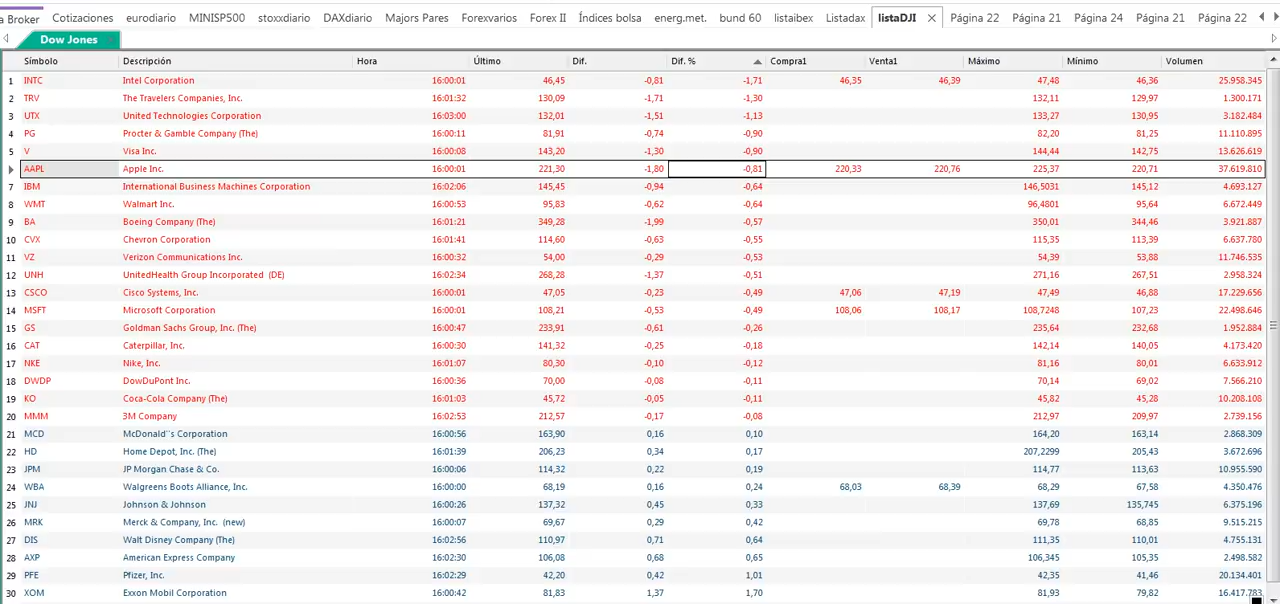 a Broker Cotizaciones eurodiario MINISP500 stoxxdiario DAXdiario Majors Pares Forexvarios Forex II Índices bolsa energ.met. bund 60 listaibex Listadax listaDJI Página 22 Página 21 Página 24 Página 21 Página 22
Dow Jones
Símbolo Descripción Hora Último Dif. Dif. % Compra1 Venta1 Máximo Mínimo Volumen
1 INTC Intel Corporation 16:00:01 46,45 -0,81 -1,71 46,35 46,39 47,48 46,36 25.958.345
2 TRV The Travelers Companies, Inc. 16:01:32 130,09 -1,71 -1,30 132,11 129,97 1.300.171
3 UTX United Technologies Corporation 16:03:00 132,01 -1,51 -1,13 133,27 130,95 3.182.484
4 PG Procter & Gamble Company (The) 16:00:11 81,91 -0,74 -0,90 82,20 81,25 11.110.895
5 V Visa Inc. 16:00:08 143,20 -1,30 -0,90 144,44 142,75 13.626.619
AAPL Apple Inc. 16:00:01 221,30 -1,80 -0,81 220,33 220,76 225,37 220,71 37.619.810
7 IBM International Business Machines Corporation 16:02:06 145,45 -0,94 -0,64 146,5031 145,12 4.693.127
8 WMT Walmart Inc. 16:00:53 95,83 -0,62 -0,64 96,4801 95,64 6.672.449
9 BA Boeing Company (The) 16:01:21 349,28 -1,99 -0,57 350,01 344,46 3.921.887
10 CVX Chevron Corporation 16:01:41 114,60 -0,63 -0,55 115,35 113,39 6.637.780
11 VZ Verizon Communications Inc. 16:00:32 54,00 -0,29 -0,53 54,39 53,88 11.746.535
12 UNH UnitedHealth Group Incorporated (DE) 16:02:34 268,28 -1,37 -0,51 271,16 267,51 2.958.324
13 CSCO Cisco Systems, Inc. 16:00:01 47,05 -0,23 -0,49 47,06 47,19 47,49 46,88 17.229.656
14 MSFT Microsoft Corporation 16:00:01 108,21 -0,53 -0,49 108,06 108,17 108,7248 107,23 22.498.646
15 GS Goldman Sachs Group, Inc. (The) 16:00:47 233,91 -0,61 -0,26 235,64 232,68 1.952.884
16 CAT Caterpillar, Inc. 16:00:30 141,32 -0,25 -0,18 142,14 140,05 4.173.420
17 NKE Nike, Inc. 16:01:07 80,30 -0,10 -0,12 81,16 80,01 6.633.912
18 DWDP DowDuPont Inc. 16:00:36 70,00 -0,08 -0,11 70,14 69,02 7.566.210
19 KO Coca-Cola Company (The) 16:01:03 45,72 -0,05 -0,11 45,82 45,28 10.208.108
20 MMM 3M Company 16:02:53 212,57 -0,17 -0,08 212,97 209,97 2.739.156
21 MCD McDonald''s Corporation 16:00:56 163,90 0,16 0,10 164,20 163,14 2.868.309
22 HD Home Depot, Inc. (The) 16:01:39 206,23 0,34 0,17 207,2299 205,43 3.672.696
23 JPM JP Morgan Chase & Co. 16:00:06 114,32 0,22 0,19 114,77 113,63 10.955.590
24 WBA Walgreens Boots Alliance, Inc. 16:00:00 68,19 0,16 0,24 68,03 68,39 68,29 67,58 4.350.476
25 JNJ Johnson & Johnson 16:00:26 137,32 0,45 0,33 137,69 135,745 6.375.196
26 MRK Merck & Company, Inc. (new) 16:00:07 69,67 0,29 0,42 69,78 68,85 9.515.215
27 DIS Walt Disney Company (The) 16:02:56 110,97 0,71 0,64 111,35 110,01 4.755.131
28 AXP American Express Company 16:02:30 106,08 0,68 0,65 106,345 105,35 2.498.582
29 PFE Pfizer, Inc. 16:02:29 42,20 0,42 1,01 42,35 41,46 20.134.401
30 XOM Exxon Mobil Corporation 16:00:42 81,83 1,37 1,70 81,93 79,82 16.417.783